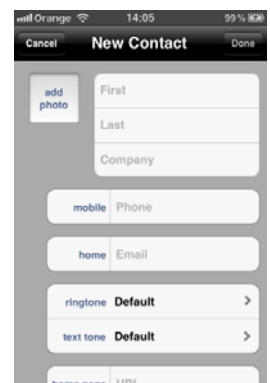 Orange 14:05 99%
Cancel New Contact Done
add
photo
First
Last
Company
mobile Phone
home Email
ringtone Default
text tone Default
home page URL